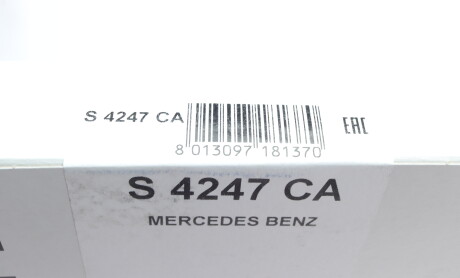 S 4247 CA
8 013097 181370
EAC
S 4247 CA
MERCEDES BENZ